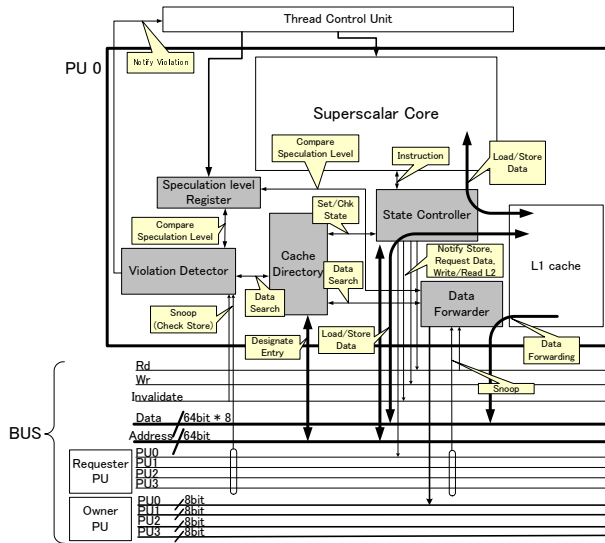 Thread Control Unit
PU 0
Notify Violation
Superscalar Core
Compare
Speculation Level
Instruction
Load/Store
Data
Speculation level
Register
Set/Chk
State
State Controller
Compare
Speculation Level
Cache
Directory
Notify Store,
Request Data,
Write/Read L2
L1 cache
Violation Detector
Data
Search
Data
Search
Data
Forwarder
Snoop
(Check Store)
Designate
Entry
Load/Store
Data
Data
Forwarding
Snoop
BUS
Rd
Wr
Invalidate
Data
64bit * 8
Address
64bit
Requester
PU
PU0
PU1
PU2
PU3
Owner
PU
PU0
8bit
PU1
8bit
PU2
8bit
PU3
8bit